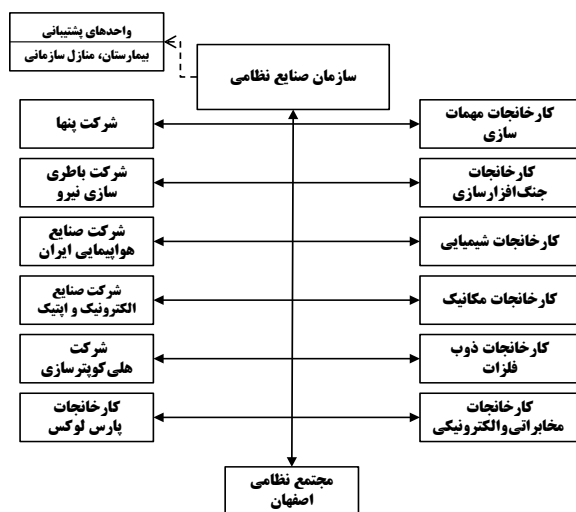 واحدهای پشتیبانی
بیمارستان، منازل سازمانی
سازمان صنایع نظامی
کارخانجات مهمات
سازی
شرکت پنها
کارخانجات
جنگ‌افزارسازی
شرکت باطری
سازی نیرو
کارخانجات شیمیایی
شرکت صنایع
هواپیمایی ایران
کارخانجات مکانیک
شرکت صنایع
الکترونیک و اپتیک
کارخانجات ذوب
فلزات
شرکت
هلی‌کوپترسازی
کارخانجات
مخابراتی‌والکترونیکی
کارخانجات
پارس لوکس
مجتمع نظامی
اصفهان